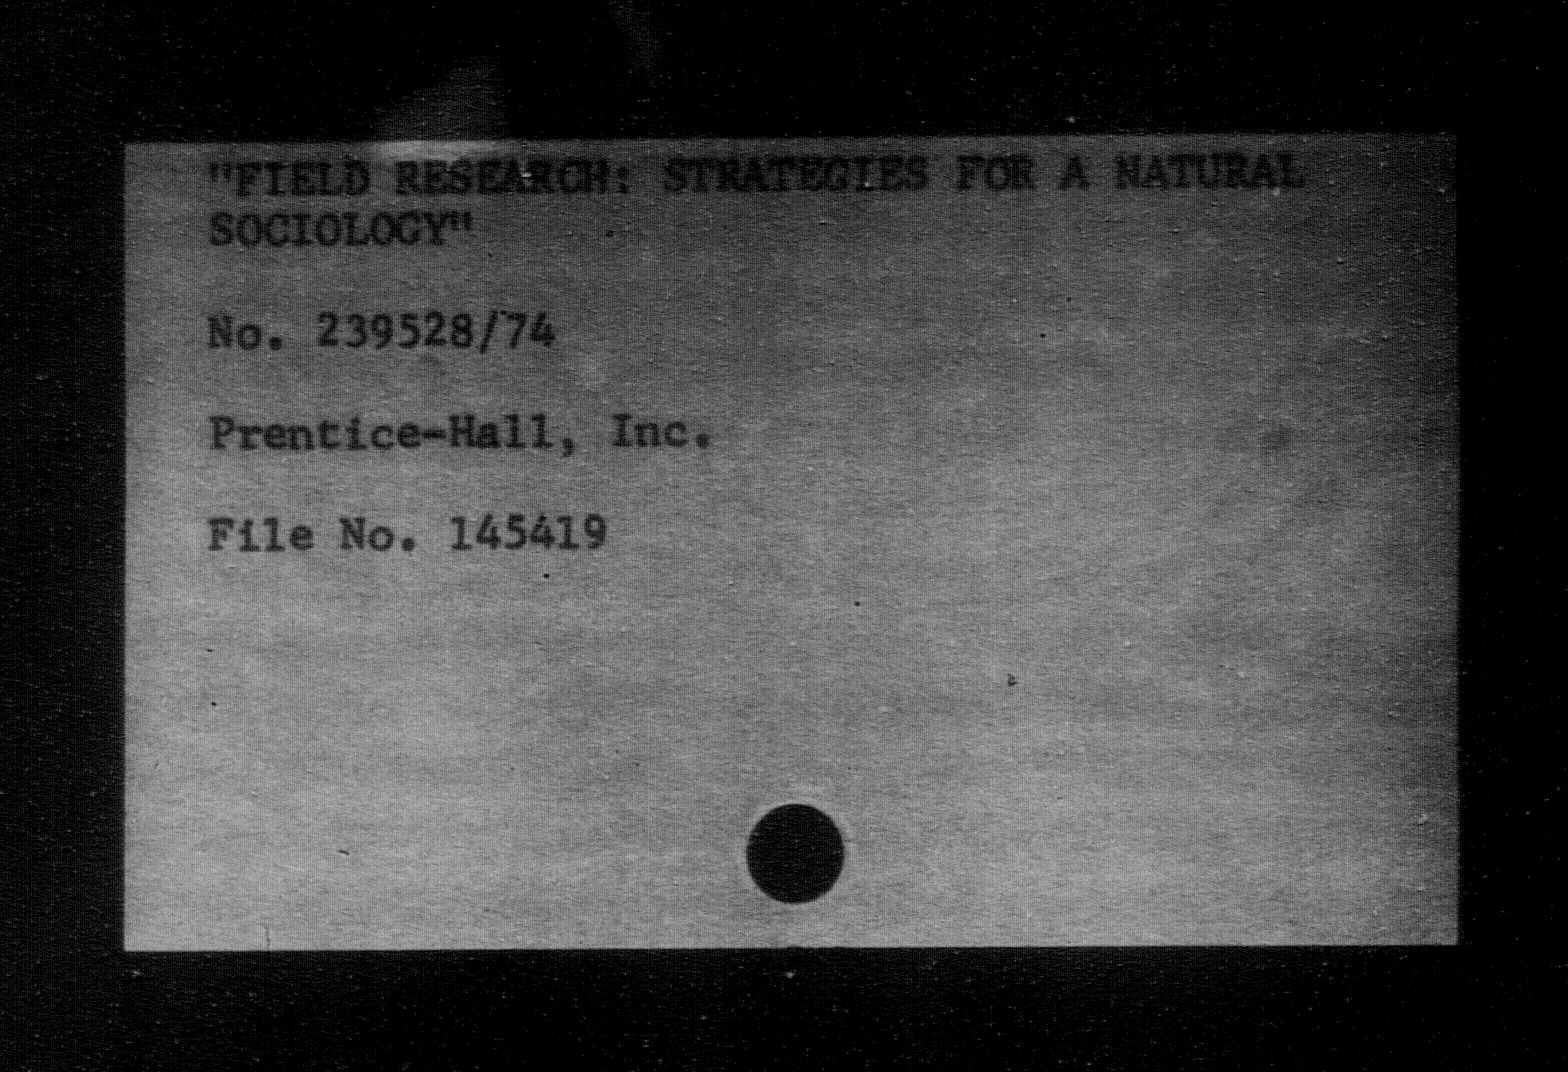 "FIELD RESEARCH: STRATEGIES FOR A NATURAL
SOCIOLOGY"
No. 239528/74
Prentice-Hall, Inc.
File No. 145419